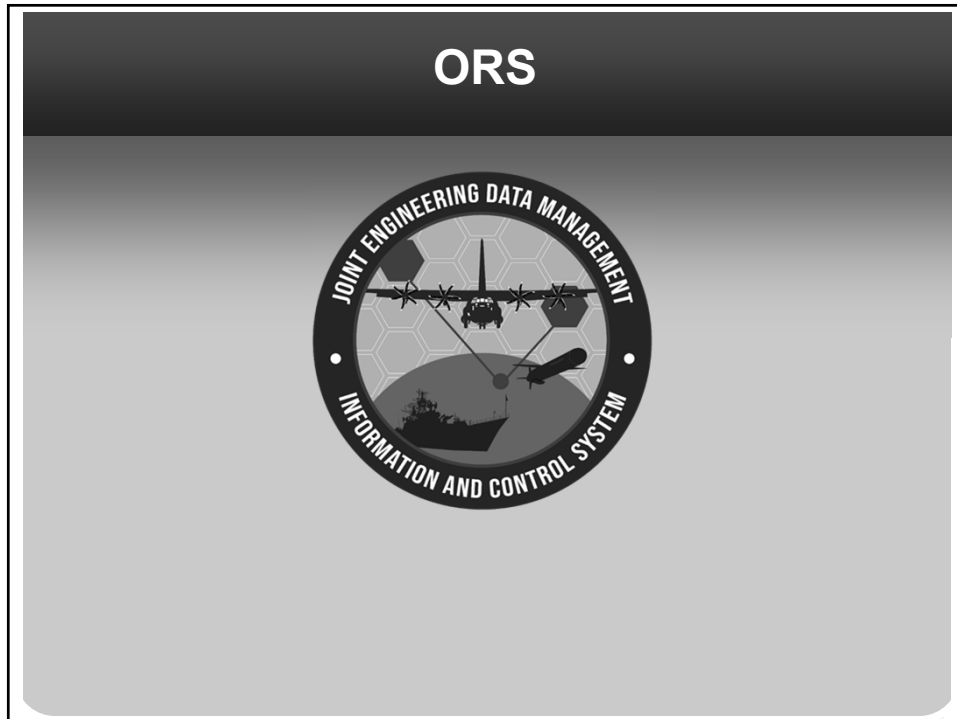 ORS
JOINT ENGINEERING DATA MANAGEMENT
INFORMATION AND CONTROL SYSTEM